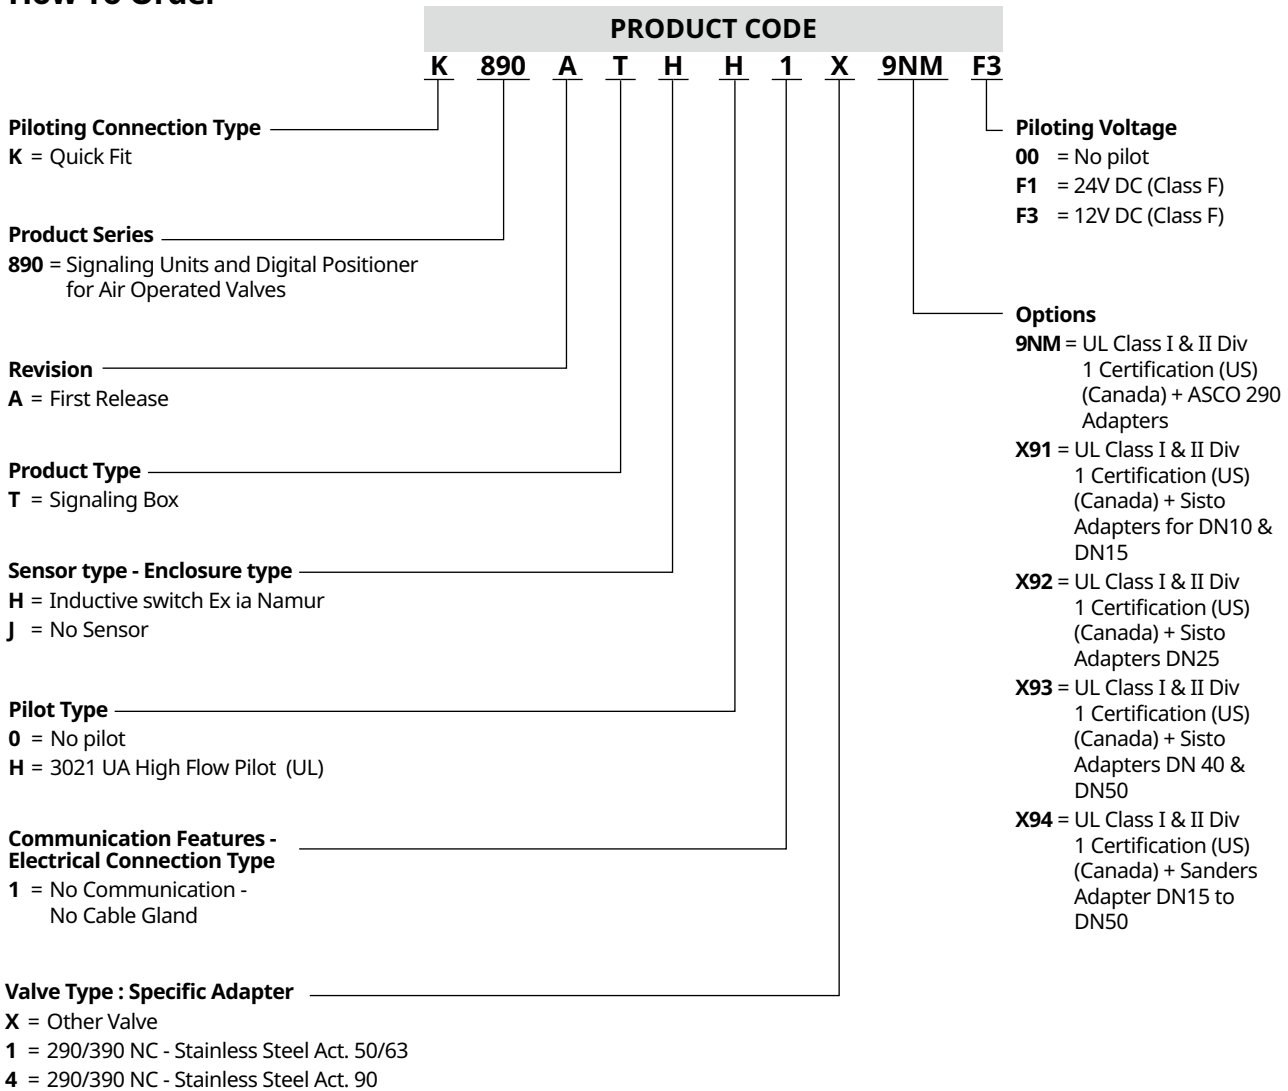 How To Order
PRODUCT CODE
K 890 A T H H 1 X 9NM F3
Piloting Connection Type
K = Quick Fit
Product Series
890 = Signaling Units and Digital Positioner
for Air Operated Valves
Revision
A = First Release
Product Type
T = Signaling Box
Sensor type - Enclosure type
H = Inductive switch Ex ia Namur
J = No Sensor
Pilot Type
0 = No pilot
H = 3021 UA High Flow Pilot (UL)
Communication Features -
Electrical Connection Type
1 = No Communication -
No Cable Gland
Valve Type : Specific Adapter
X = Other Valve
1 = 290/390 NC - Stainless Steel Act. 50/63
4 = 290/390 NC - Stainless Steel Act. 90
Piloting Voltage
00 = No pilot
F1 = 24V DC (Class F)
F3 = 12V DC (Class F)
Options
9NM = UL Class I & II Div
1 Certification (US)
(Canada) + ASCO 290
Adapters
X91 = UL Class I & II Div
1 Certification (US)
(Canada) + Sisto
Adapters for DN10 &
DN15
X92 = UL Class I & II Div
1 Certification (US)
(Canada) + Sisto
Adapters DN25
X93 = UL Class I & II Div
1 Certification (US)
(Canada) + Sisto
Adapters DN 40 &
DN50
X94 = UL Class I & II Div
1 Certification (US)
(Canada) + Sanders
Adapter DN15 to
DN50